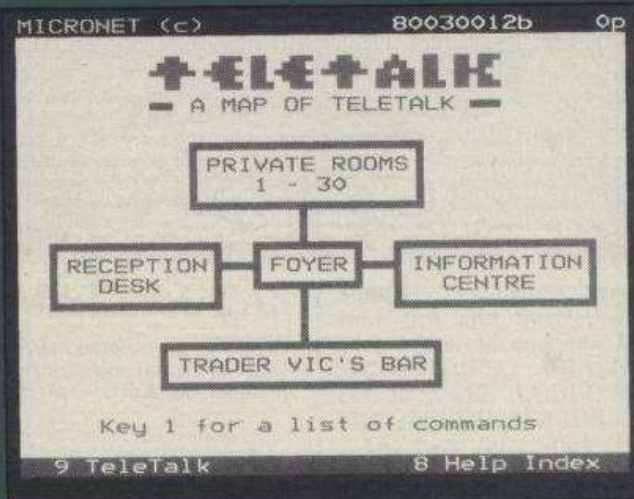 MICRONET (c) 80030012b 0p
TELETALK
A MAP OF TELETALK
PRIVATE ROOMS
1 - 30
RECEPTION
DESK
FOYER
INFORMATION
CENTRE
TRADER VIC'S BAR
Key 1 for a list of commands
9 TeleTalk 8 Help Index